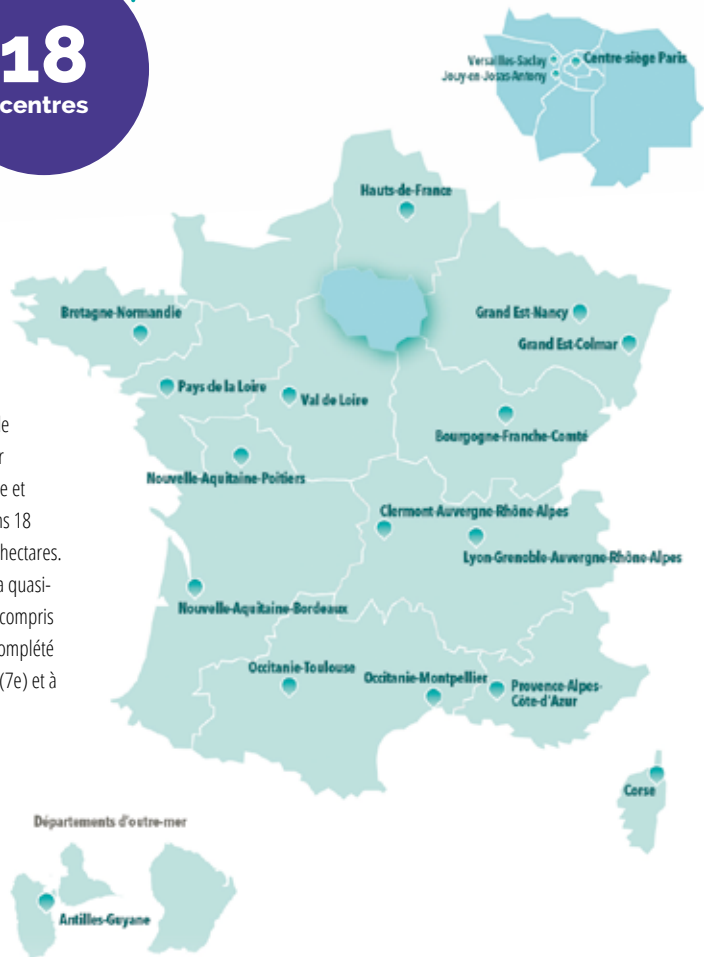 18
centres
Versailles-Saclay
Centre-siège Paris
Jouy-en-Josas-Antony
Hauts-de-France
Bretagne-Normandie
Grand Est-Nancy
Grand Est-Colmar
Pays de la Loire
Val de Loire
Bourgogne-Franche-Comté
Nouvelle-Aquitaine-Poitiers
Clermont-Auvergne-Rhône-Alpes
Lyon-Grenoble-Auvergne-Rhône-Alpes
Nouvelle-Aquitaine-Bordeaux
Occitanie-Toulouse
Occitanie-Montpellier
Provence-Alpes-
Côte-d'Azur
Corse
e et
18
hectares.
a quasi-
compris
(7e) et à
Départements d'outre-mer
Antilles-Guyane